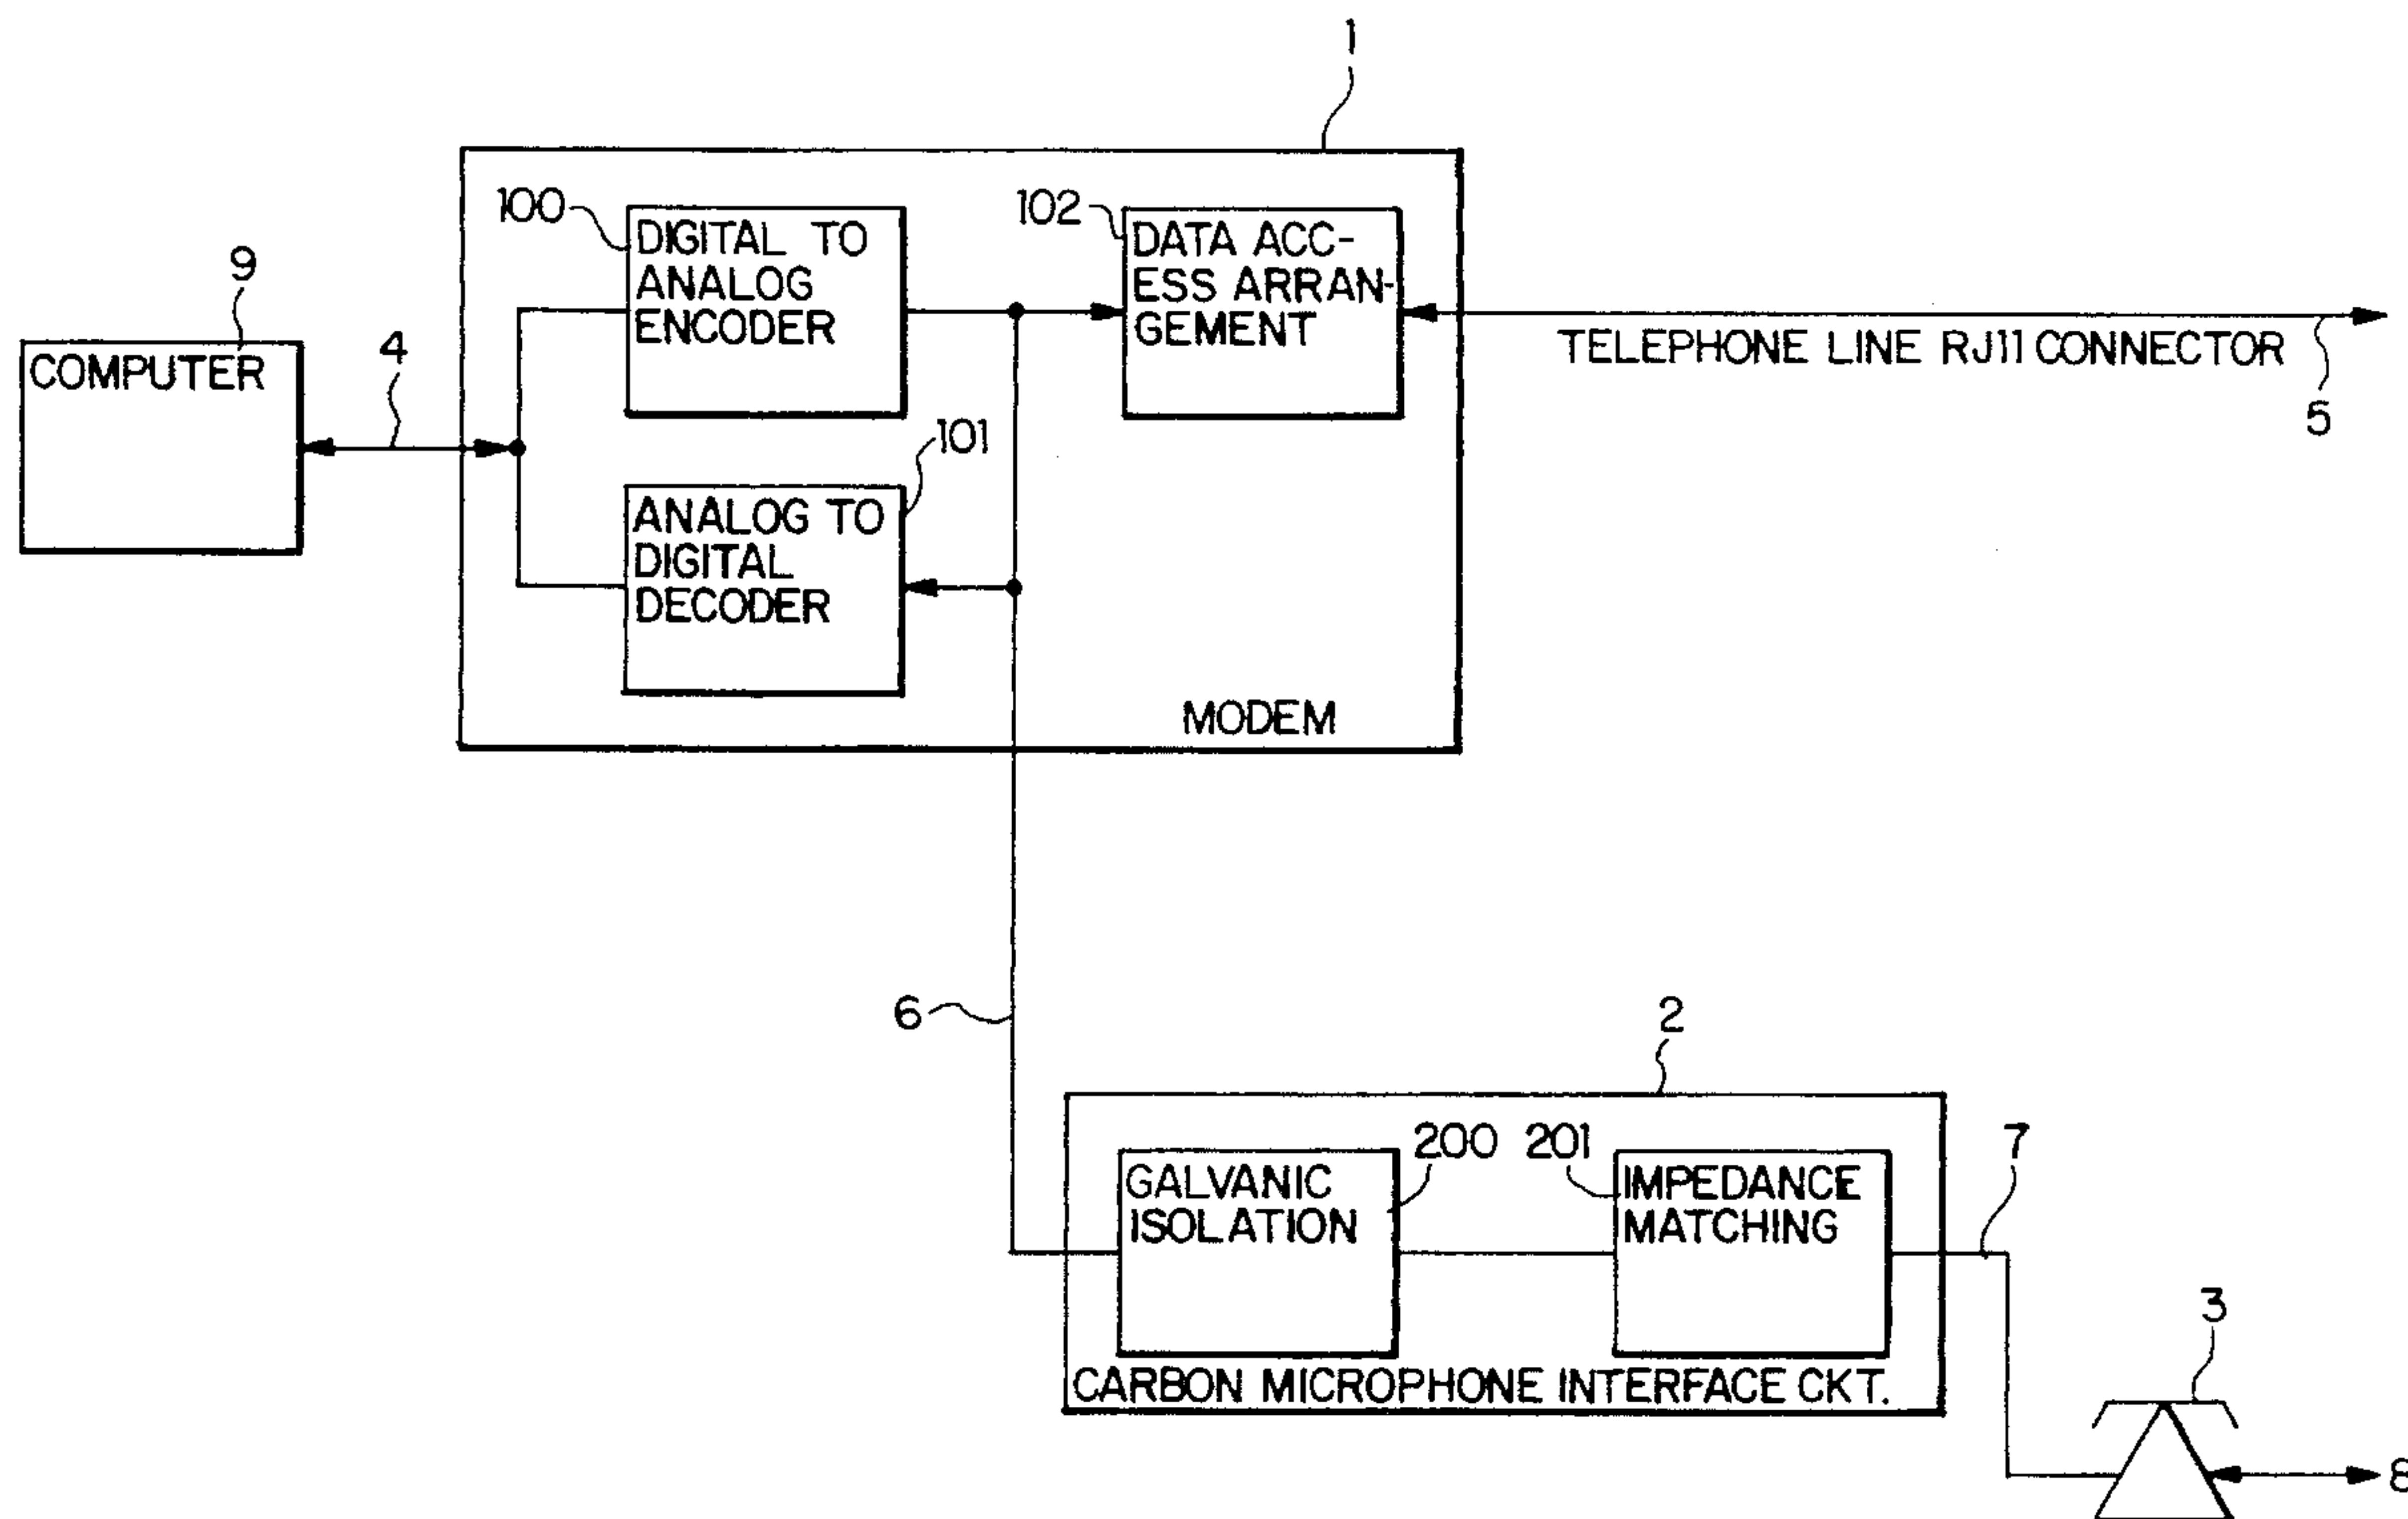 1
100
DIGITAL TO
ANALOG
ENCODER
102
DATA ACC-
ESS ARRAN-
GEMENT
9
COMPUTER
4
TELEPHONE LINE RJ11 CONNECTOR
5
101
ANALOG TO
DIGITAL
DECODER
MODEM
6
2
200
GALVANIC
ISOLATION
201
IMPEDANCE
MATCHING
7
CARBON MICROPHONE INTERFACE CKT.
3
8